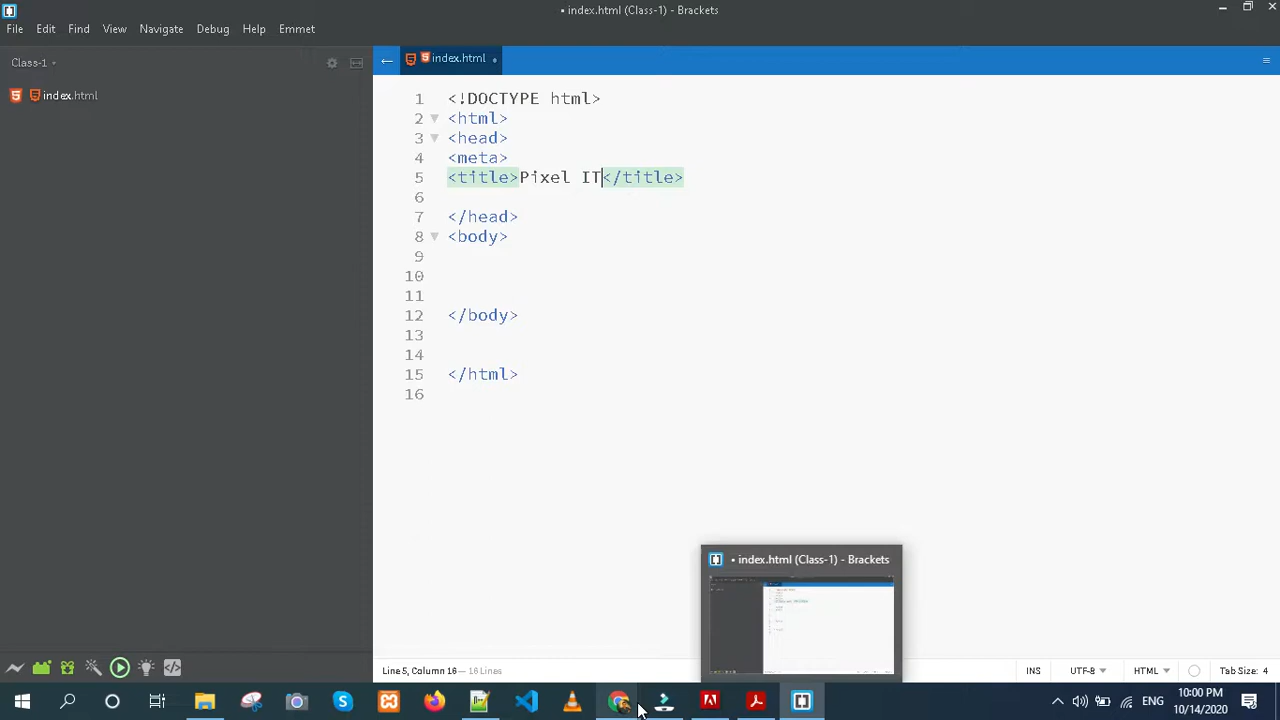 • index.html (Class-1) - Brackets
File Edit Find View Navigate Debug Help Emmet
Class-1
index.html
index.html
1 <!DOCTYPE html>
2 <html>
3 <head>
4 <meta>
5 <title>Pixel IT</title>
6
7 </head>
8 <body>
9
10
11
12 </body>
13
14
15 </html>
16
• index.html (Class-1) - Brackets
Line 5, Column 16 — 16 Lines
INS UTF-8 HTML Tab Size: 4
ENG
10:00 PM
10/14/2020